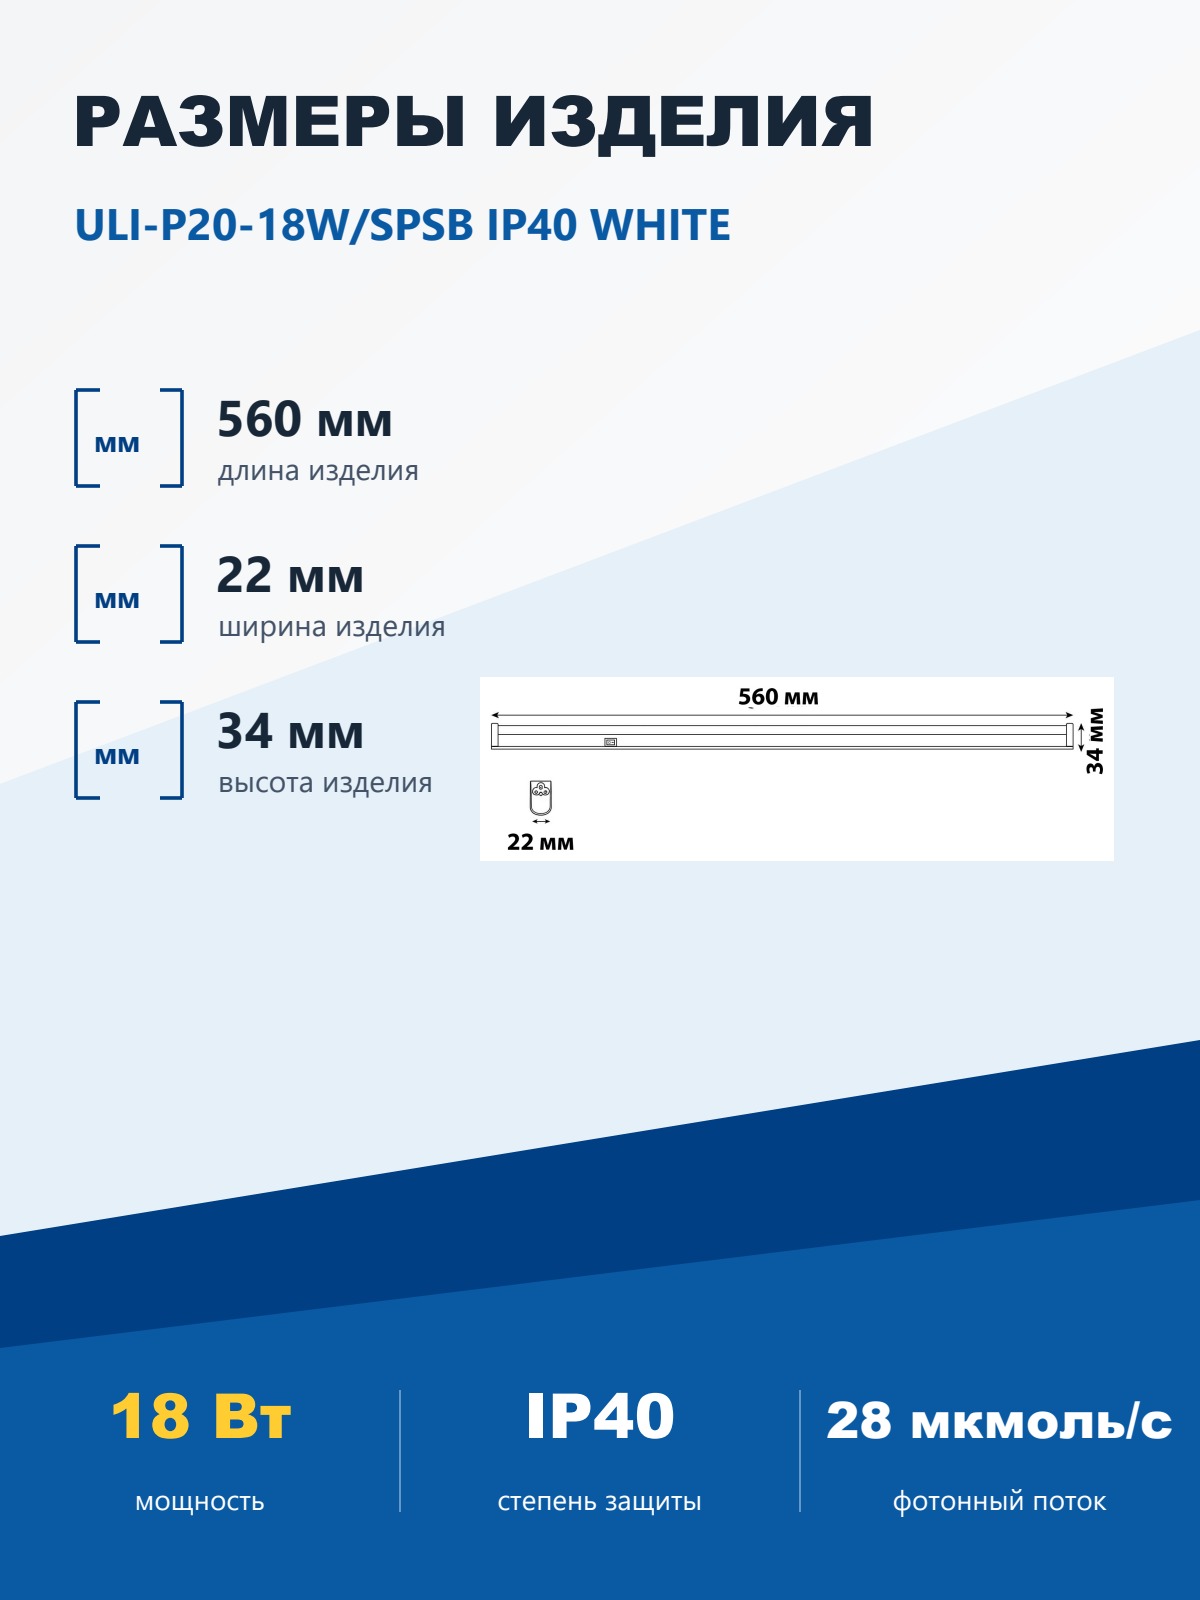 РАЗМЕРЫ ИЗДЕЛИЯ
ULI-P20-18W/SPSB IP40 WHITE
мм
560 мм
длина изделия
мм
22 мм
ширина изделия
мм
34 мм
высота изделия
560 мм
34 мм
22 мм
18 Вт
мощность
IP40
степень защиты
28 мкмоль/с
фотонный поток